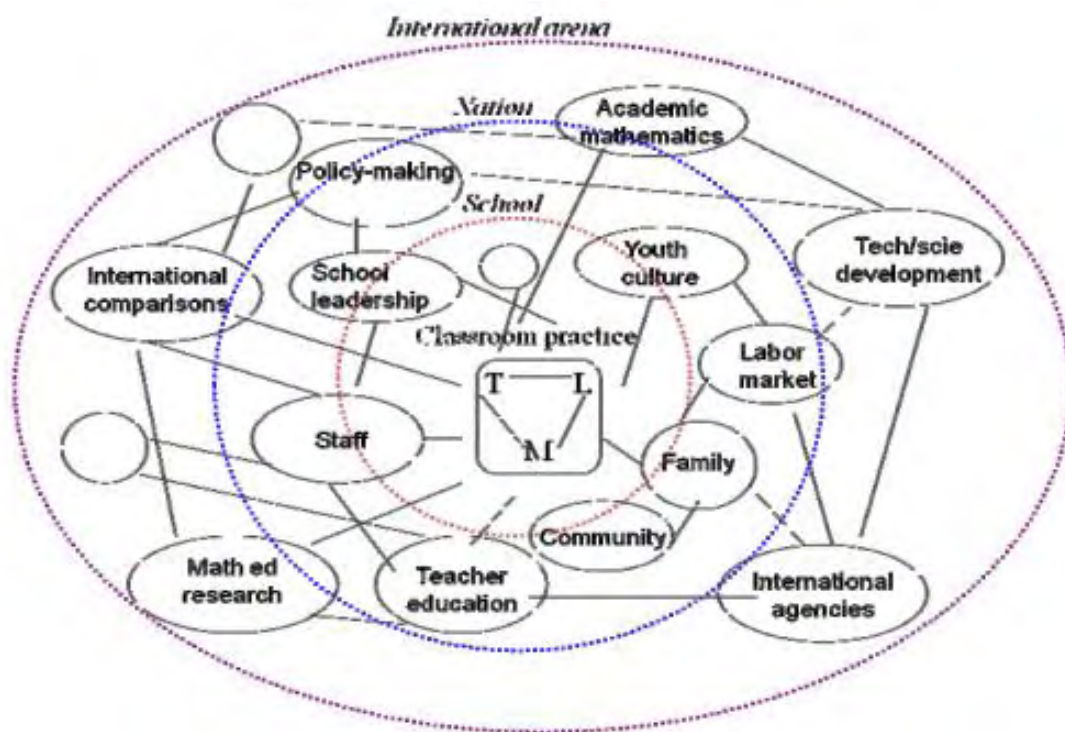 International arena
Nation
Academic
mathematics
Policy-making
School
Youth
culture
Tech/scie
development
International
comparisons
School
leadership
Classroom practice
Labor
market
T
L
M
Staff
Family
Community
Math ed
research
Teacher
education
International
agencies